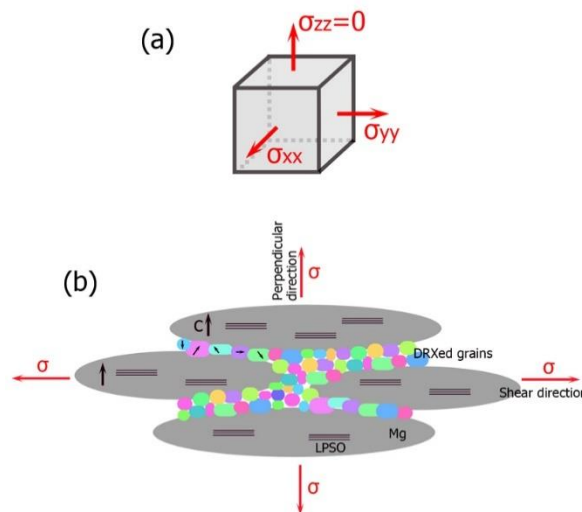 (a)
σzz=0
σyy
σxx
(b)
Perpendicular
direction
σ
C
DRXed grains
σ
σ
Shear direction
Mg
LPSO
σ